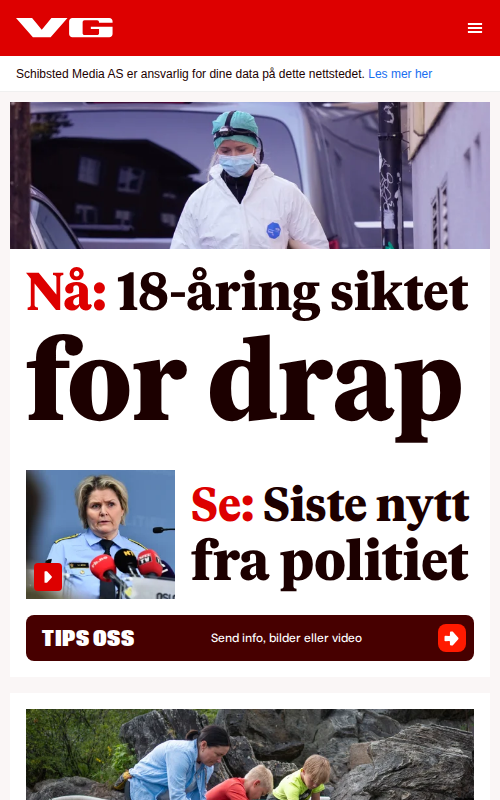 VG
Schibsted Media AS er ansvarlig for dine data på dette nettstedet. Les mer her
Nå: 18-åring siktet
for drap
Se: Siste nytt
fra politiet
TIPS OSS
Send info, bilder eller video